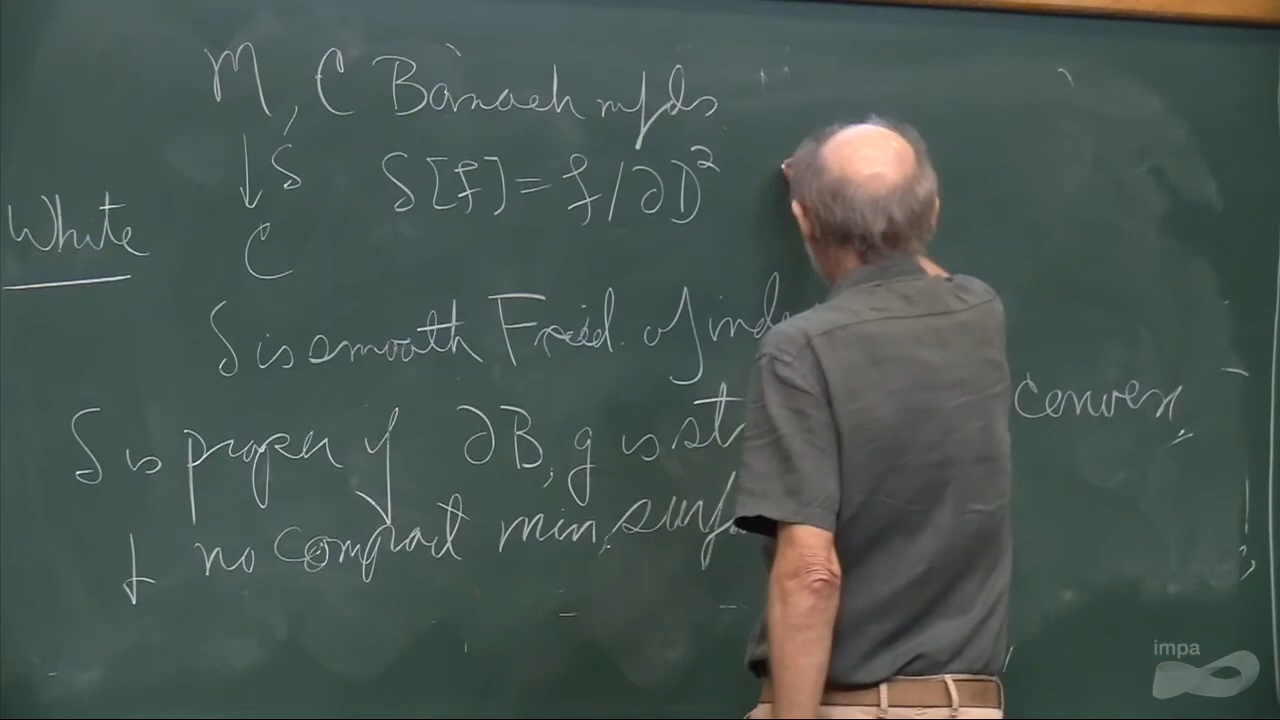 M, C Banach mfds
↓ δ δ[f] = f/∂D²
White
C
δ is smooth Fred. of inde
δ is proper if ∂B, g is st convex,
+ no compact min. surf
impa